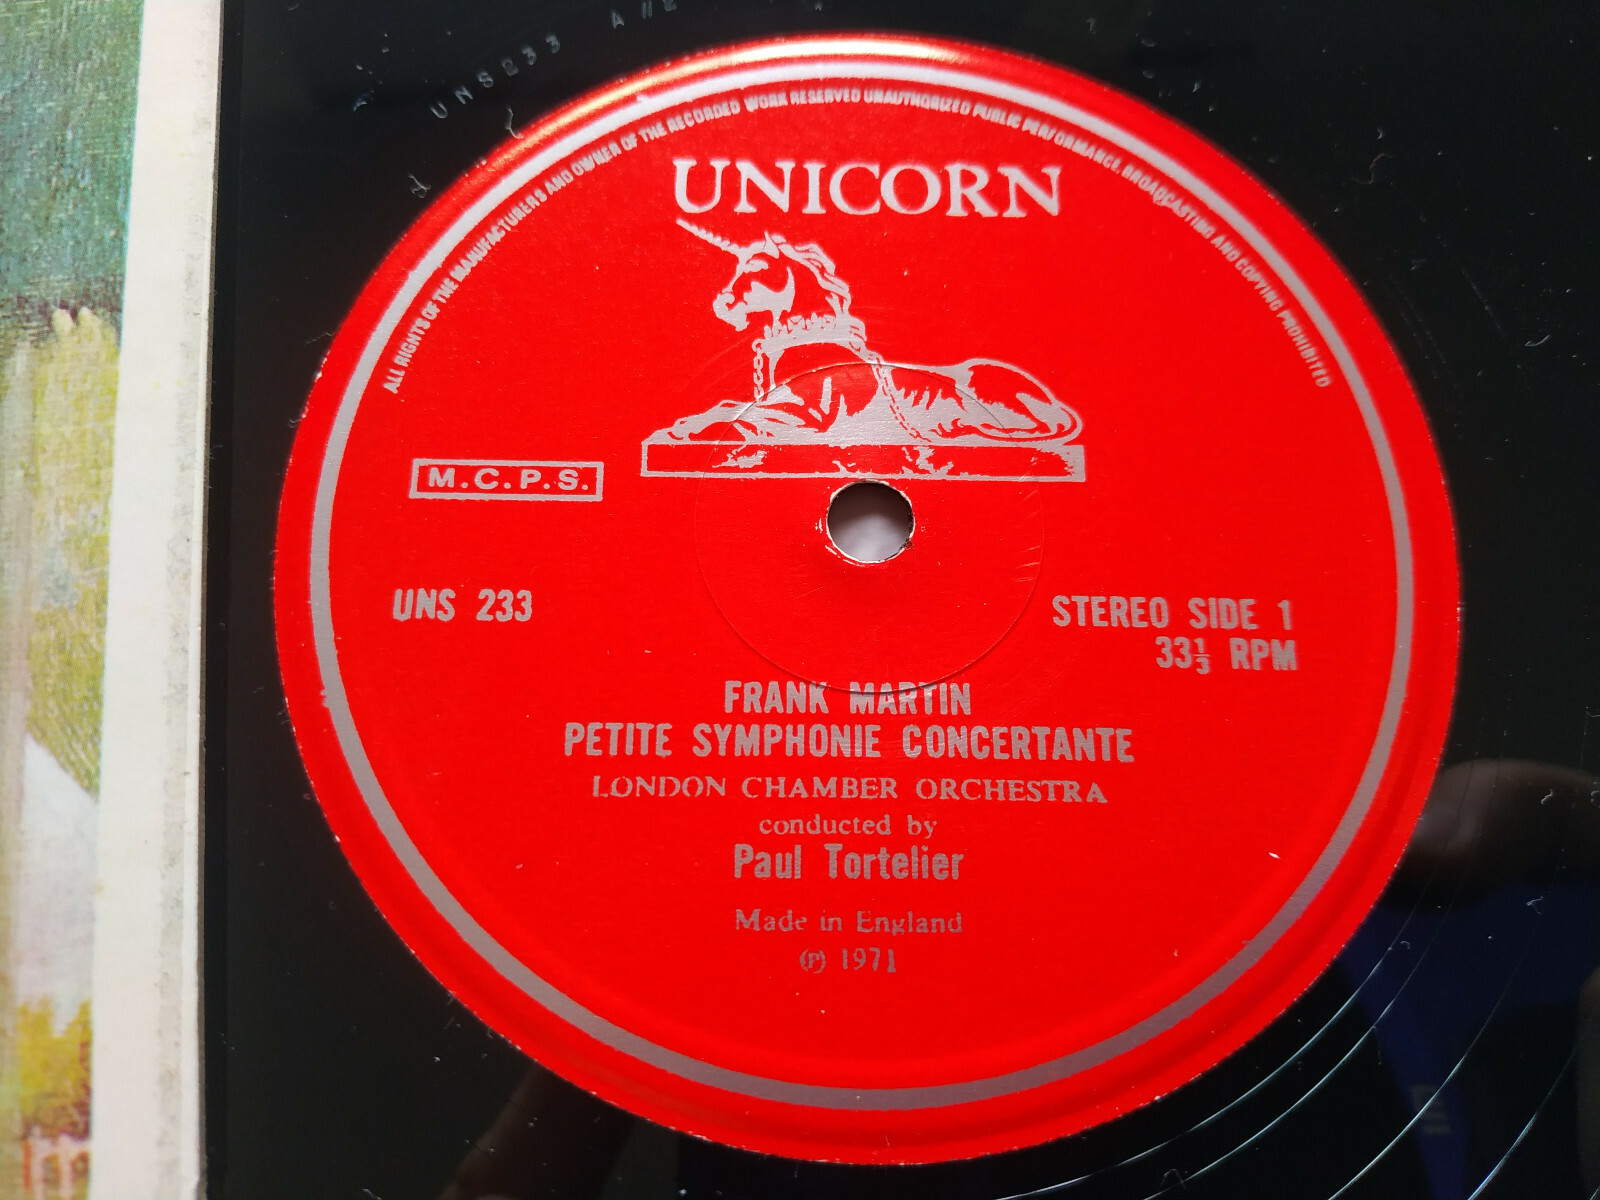 UNS233
ALL RIGHTS OF THE MANUFACTURERS AND OWNER OF THE RECORDED WORK RESERVED UNAUTHORIZED PUBLIC PERFORMANCE, BROADCASTING AND COPYING PROHIBITED
UNICORN
M.C.P.S.
UNS 233
STEREO SIDE 1
33⅓ RPM
FRANK MARTIN
PETITE SYMPHONIE CONCERTANTE
LONDON CHAMBER ORCHESTRA
conducted by
Paul Tortelier
Made in England
℗ 1971